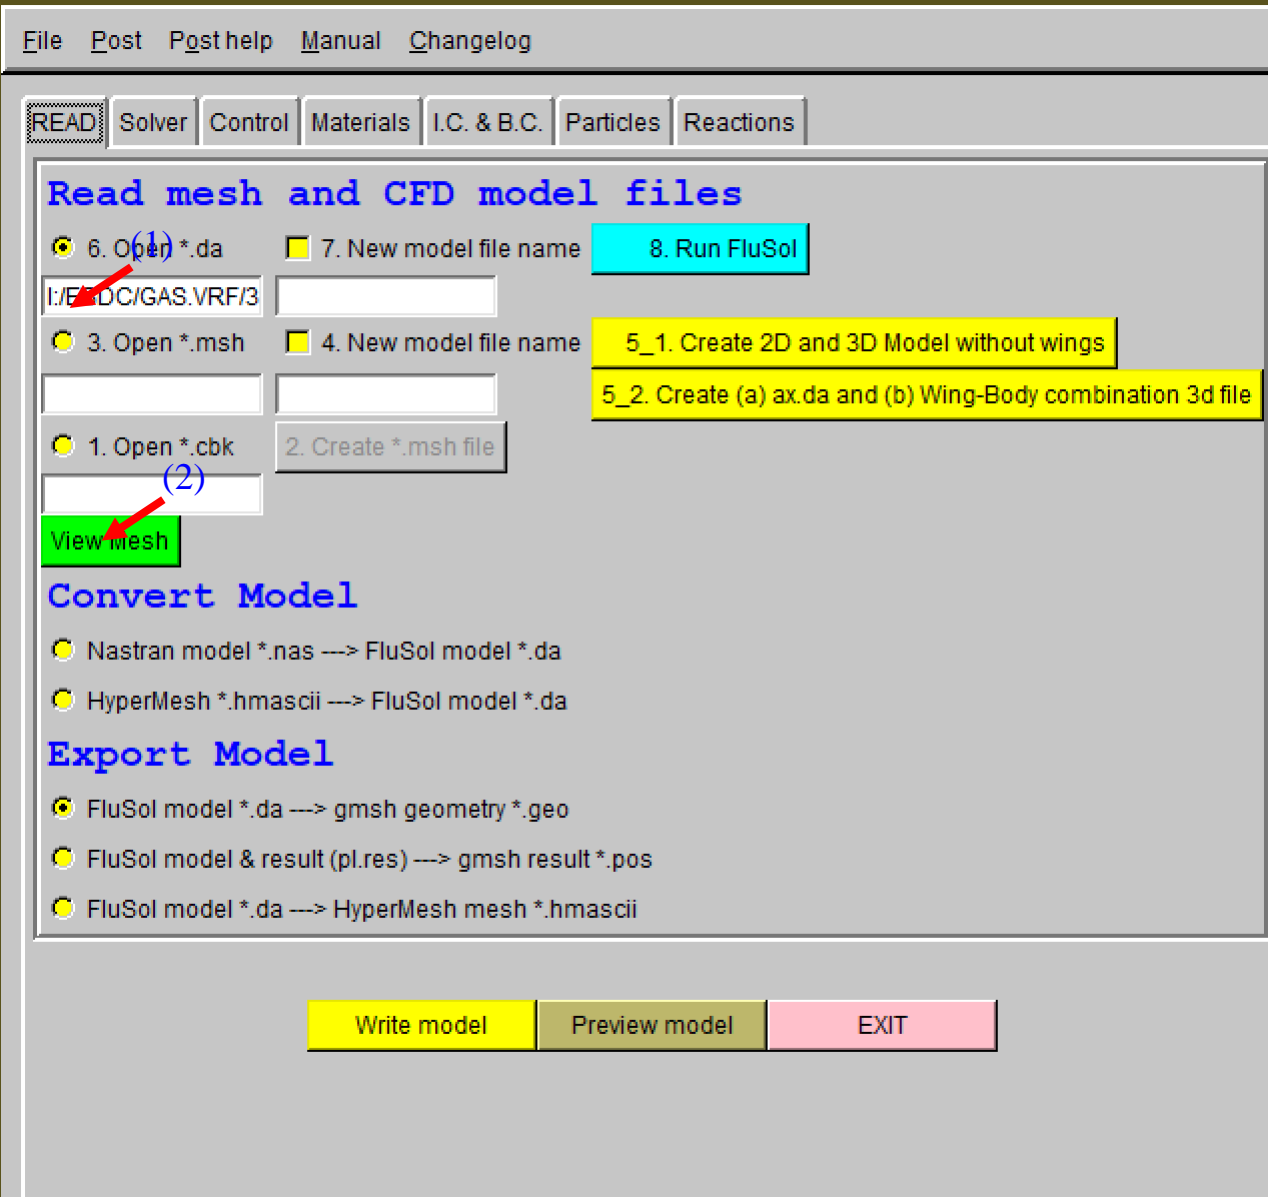 File Post Post help Manual Changelog
READ Solver Control Materials I.C. & B.C. Particles Reactions
Read mesh and CFD model files
(1)
6. Open *.da 7. New model file name 8. Run FluSol
3. Open *.msh 4. New model file name 5_1. Create 2D and 3D Model without wings
5_2. Create (a) ax.da and (b) Wing-Body combination 3d file
1. Open *.cbk 2. Create *.msh file
(2)
View Mesh
Convert Model
Nastran model *.nas ---> FluSol model *.da
HyperMesh *.hmascii ---> FluSol model *.da
Export Model
FluSol model *.da ---> gmsh geometry *.geo
FluSol model & result (pl.res) ---> gmsh result *.pos
FluSol model *.da ---> HyperMesh mesh *.hmascii
Write model Preview model EXIT